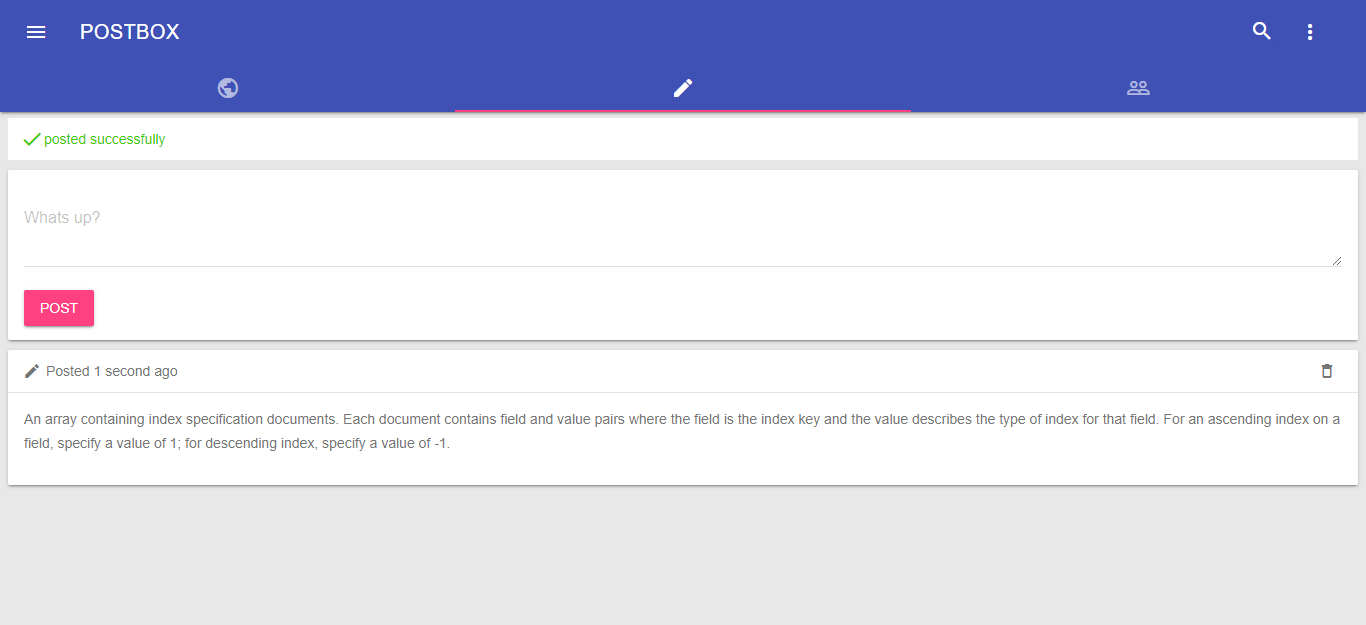 POSTBOX
posted successfully
Whats up?
POST
Posted 1 second ago
An array containing index specification documents. Each document contains field and value pairs where the field is the index key and the value describes the type of index for that field. For an ascending index on a
field, specify a value of 1; for descending index, specify a value of -1.